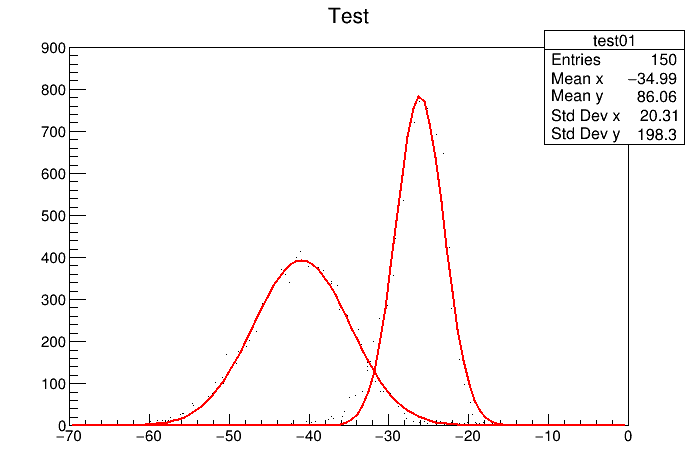 Test
test01
Entries 150
Mean x −34.99
Mean y 86.06
Std Dev x 20.31
Std Dev y 198.3
900
800
700
600
500
400
300
200
100
0
−70 −60 −50 −40 −30 −20 −10 0